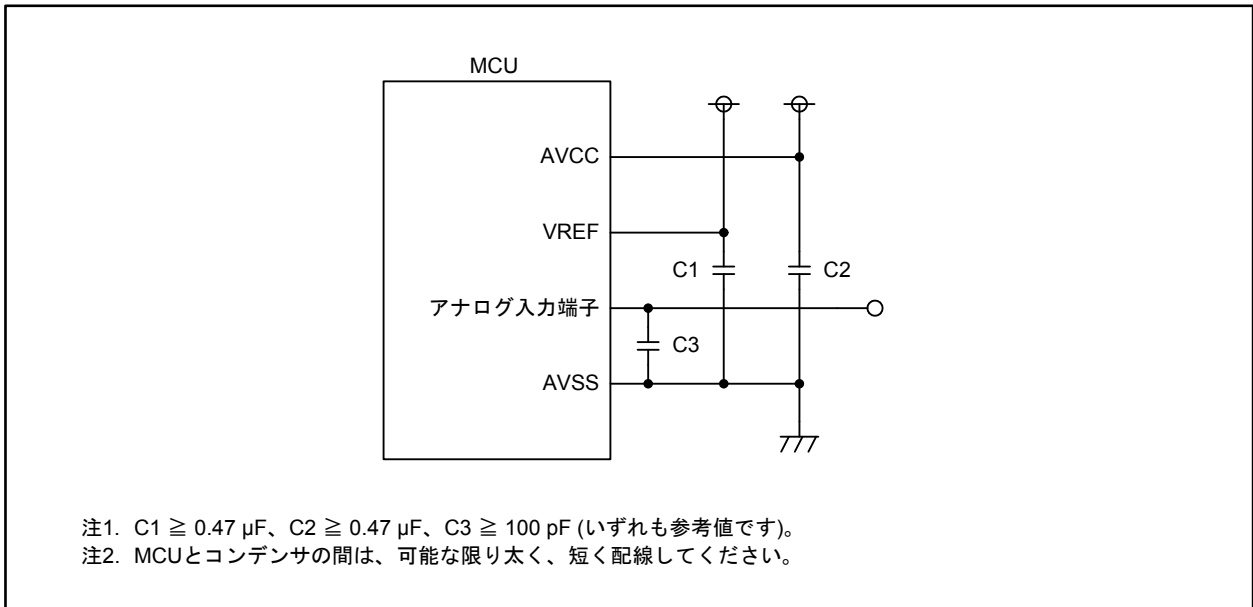 MCU
AVCC
VREF
C1
C2
アナログ入力端子
C3
AVSS
注1. C1 ≧ 0.47 µF、C2 ≧ 0.47 µF、C3 ≧ 100 pF (いずれも参考値です)。
注2. MCUとコンデンサの間は、可能な限り太く、短く配線してください。